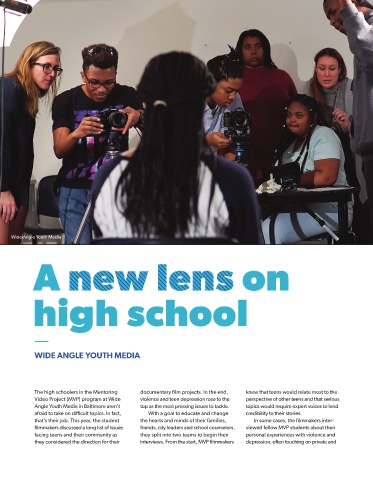 Wide Angle Youth Media
A new lens on
high school
WIDE ANGLE YOUTH MEDIA
The high schoolers in the Mentoring
Video Project (MVP) program at Wide
Angle Youth Media in Baltimore aren't
afraid to take on difficult topics. In fact,
that's their job. This year, the student
filmmakers discussed a long list of issues
facing teens and their community as
they considered the direction for their
documentary film projects. In the end,
violence and teen depression rose to the
top as the most pressing issues to tackle.
With a goal to educate and change
the hearts and minds of their families,
friends, city leaders and school counselors,
they split into two teams to begin their
interviews. From the start, MVP filmmakers
knew that teens would relate most to the
perspective of other teens and that serious
topics would require expert voices to lend
credibility to their stories.
In some cases, the filmmakers inter-
viewed fellow MVP students about their
personal experiences with violence and
depression, often touching on private and